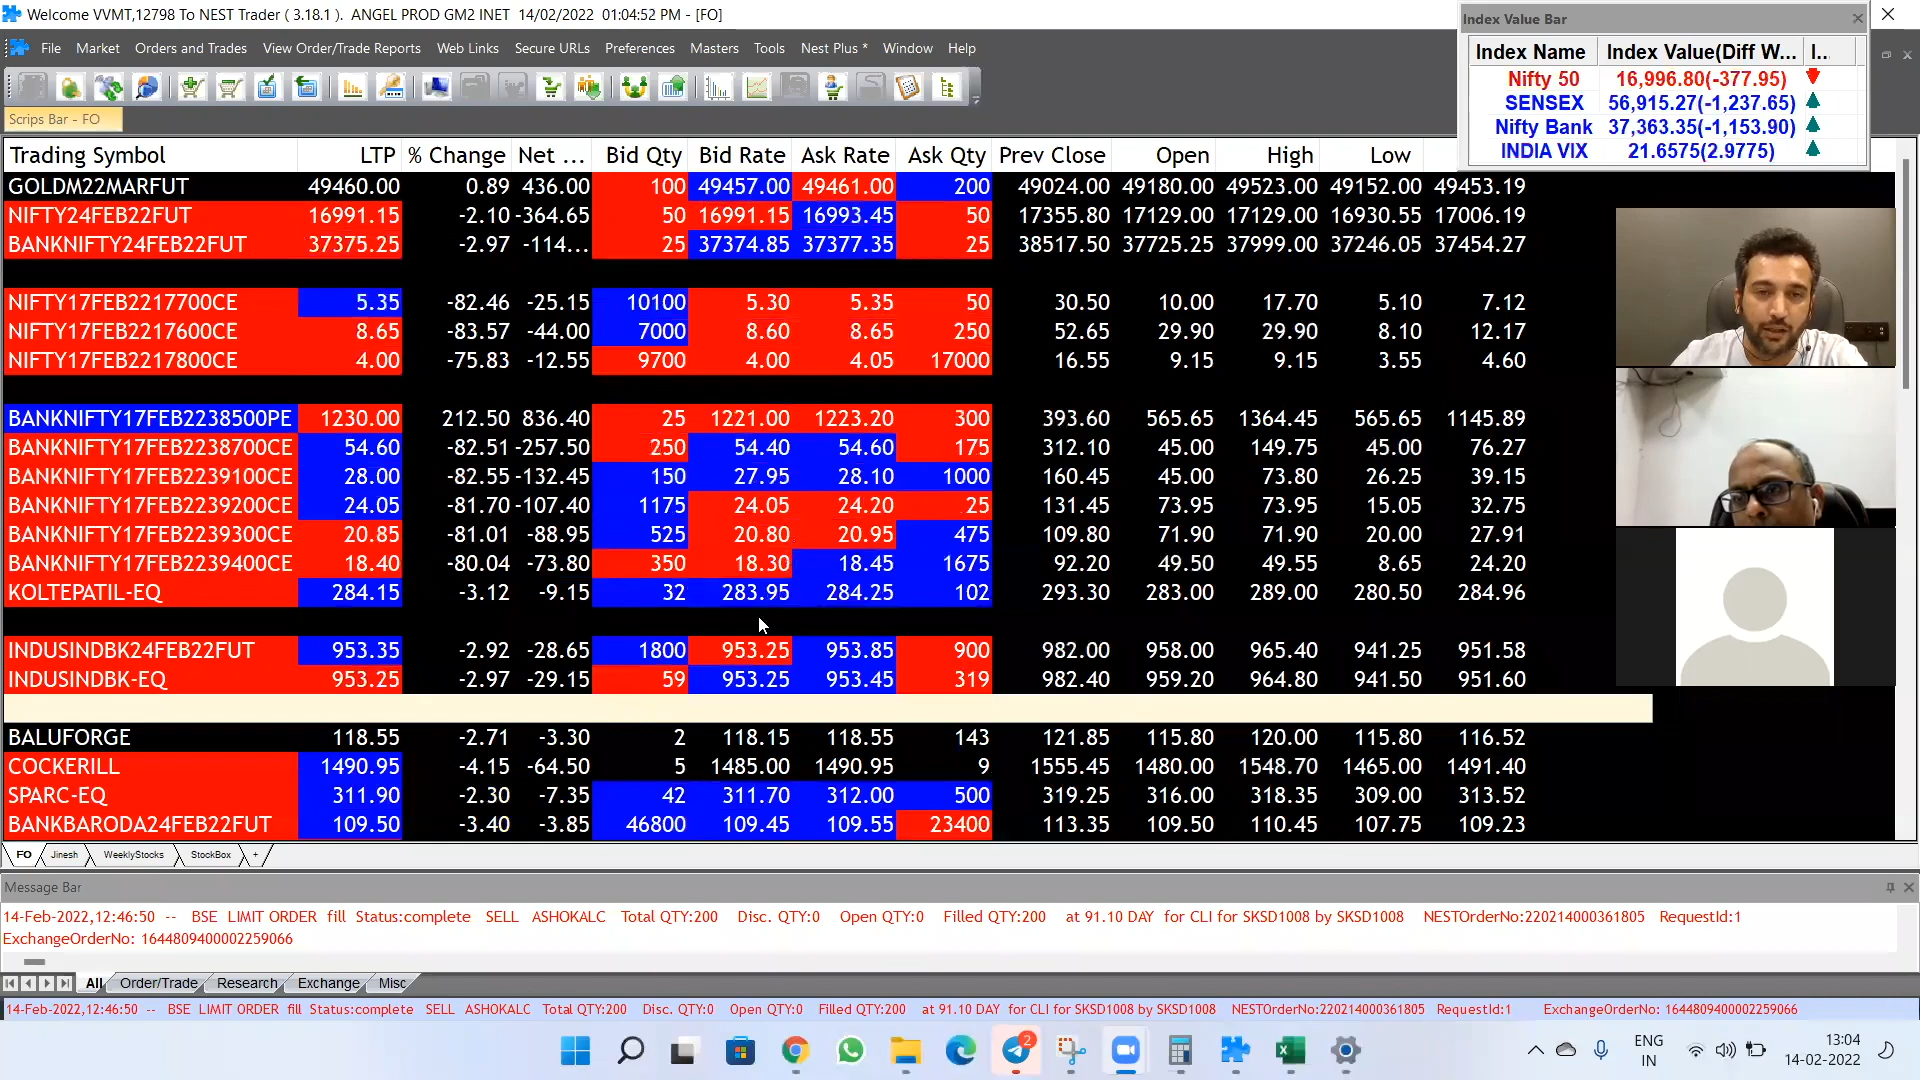 Welcome VVMT,12798 To NEST Trader ( 3.18.1 ). ANGEL PROD GM2 INET 14/02/2022 01:04:52 PM - [FO]
File Market Orders and Trades View Order/Trade Reports Web Links Secure URLs Preferences Masters Tools Nest Plus * Window Help
Index Value Bar
Index Name Index Value(Diff W... I..
Nifty 50 16,996.80(-377.95)
SENSEX 56,915.27(-1,237.65)
Nifty Bank 37,363.35(-1,153.90)
INDIA VIX 21.6575(2.9775)
Scrips Bar - FO
Trading Symbol LTP % Change Net ... Bid Qty Bid Rate Ask Rate Ask Qty Prev Close Open High Low
GOLDM22MARFUT 49460.00 0.89 436.00 100 49457.00 49461.00 200 49024.00 49180.00 49523.00 49152.00 49453.19
NIFTY24FEB22FUT 16991.15 -2.10 -364.65 50 16991.15 16993.45 50 17355.80 17129.00 17129.00 16930.55 17006.19
BANKNIFTY24FEB22FUT 37375.25 -2.97 -114... 25 37374.85 37377.35 25 38517.50 37725.25 37999.00 37246.05 37454.27
NIFTY17FEB2217700CE 5.35 -82.46 -25.15 10100 5.30 5.35 50 30.50 10.00 17.70 5.10 7.12
NIFTY17FEB2217600CE 8.65 -83.57 -44.00 7000 8.60 8.65 250 52.65 29.90 29.90 8.10 12.17
NIFTY17FEB2217800CE 4.00 -75.83 -12.55 9700 4.00 4.05 17000 16.55 9.15 9.15 3.55 4.60
BANKNIFTY17FEB2238500PE 1230.00 212.50 836.40 25 1221.00 1223.20 300 393.60 565.65 1364.45 565.65 1145.89
BANKNIFTY17FEB2238700CE 54.60 -82.51 -257.50 250 54.40 54.60 175 312.10 45.00 149.75 45.00 76.27
BANKNIFTY17FEB2239100CE 28.00 -82.55 -132.45 150 27.95 28.10 1000 160.45 45.00 73.80 26.25 39.15
BANKNIFTY17FEB2239200CE 24.05 -81.70 -107.40 1175 24.05 24.20 25 131.45 73.95 73.95 15.05 32.75
BANKNIFTY17FEB2239300CE 20.85 -81.01 -88.95 525 20.80 20.95 475 109.80 71.90 71.90 20.00 27.91
BANKNIFTY17FEB2239400CE 18.40 -80.04 -73.80 350 18.30 18.45 1675 92.20 49.50 49.55 8.65 24.20
KOLTEPATIL-EQ 284.15 -3.12 -9.15 32 283.95 284.25 102 293.30 283.00 289.00 280.50 284.96
INDUSINDBK24FEB22FUT 953.35 -2.92 -28.65 1800 953.25 953.85 900 982.00 958.00 965.40 941.25 951.58
INDUSINDBK-EQ 953.25 -2.97 -29.15 59 953.25 953.45 319 982.40 959.20 964.80 941.50 951.60
BALUFORGE 118.55 -2.71 -3.30 2 118.15 118.55 143 121.85 115.80 120.00 115.80 116.52
COCKERILL 1490.95 -4.15 -64.50 5 1485.00 1490.95 9 1555.45 1480.00 1548.70 1465.00 1491.40
SPARC-EQ 311.90 -2.30 -7.35 42 311.70 312.00 500 319.25 316.00 318.35 309.00 313.52
BANKBARODA24FEB22FUT 109.50 -3.40 -3.85 46800 109.45 109.55 23400 113.35 109.50 110.45 107.75 109.23
FO Jinesh WeeklyStocks StockBox +
Message Bar
14-Feb-2022,12:46:50 -- BSE LIMIT ORDER fill Status:complete SELL ASHOKALC Total QTY:200 Disc. QTY:0 Open QTY:0 Filled QTY:200 at 91.10 DAY for CLI for SKSD1008 by SKSD1008 NESTOrderNo:220214000361805 RequestId:1
ExchangeOrderNo: 1644809400002259066
All Order/Trade Research Exchange Misc
14-Feb-2022,12:46:50 -- BSE LIMIT ORDER fill Status:complete SELL ASHOKALC Total QTY:200 Disc. QTY:0 Open QTY:0 Filled QTY:200 at 91.10 DAY for CLI for SKSD1008 by SKSD1008 NESTOrderNo:220214000361805 RequestId:1 ExchangeOrderNo: 1644809400002259066
2
ENG
IN
13:04
14-02-2022